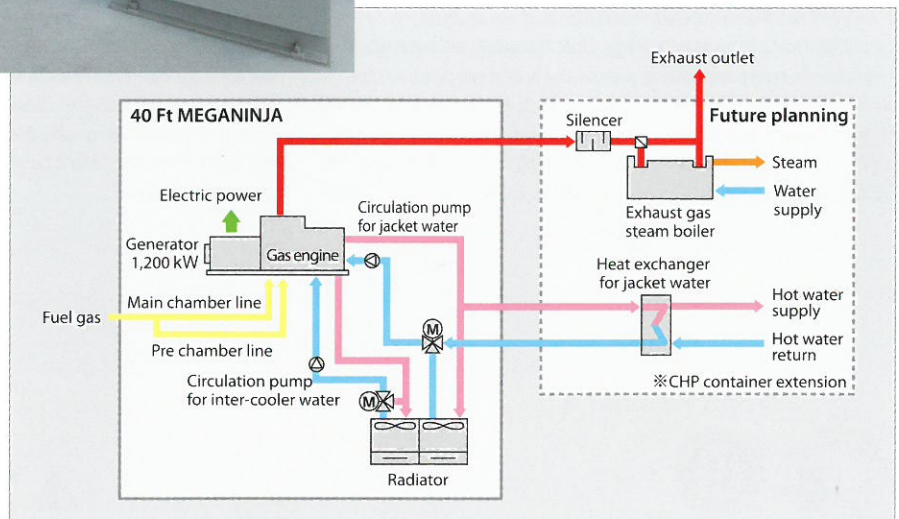 Exhaust outlet
40 Ft MEGANINJA
Silencer
Future planning
Steam
Water
supply
Exhaust gas
steam boiler
Electric power
Circulation pump
for jacket water
Generator
1,200 kW
Gas engine
Heat exchanger
for jacket water
Main chamber line
Fuel gas
Pre chamber line
Hot water
supply
Hot water
return
M
Circulation pump
for inter-cooler water
M
※CHP container extension
Radiator